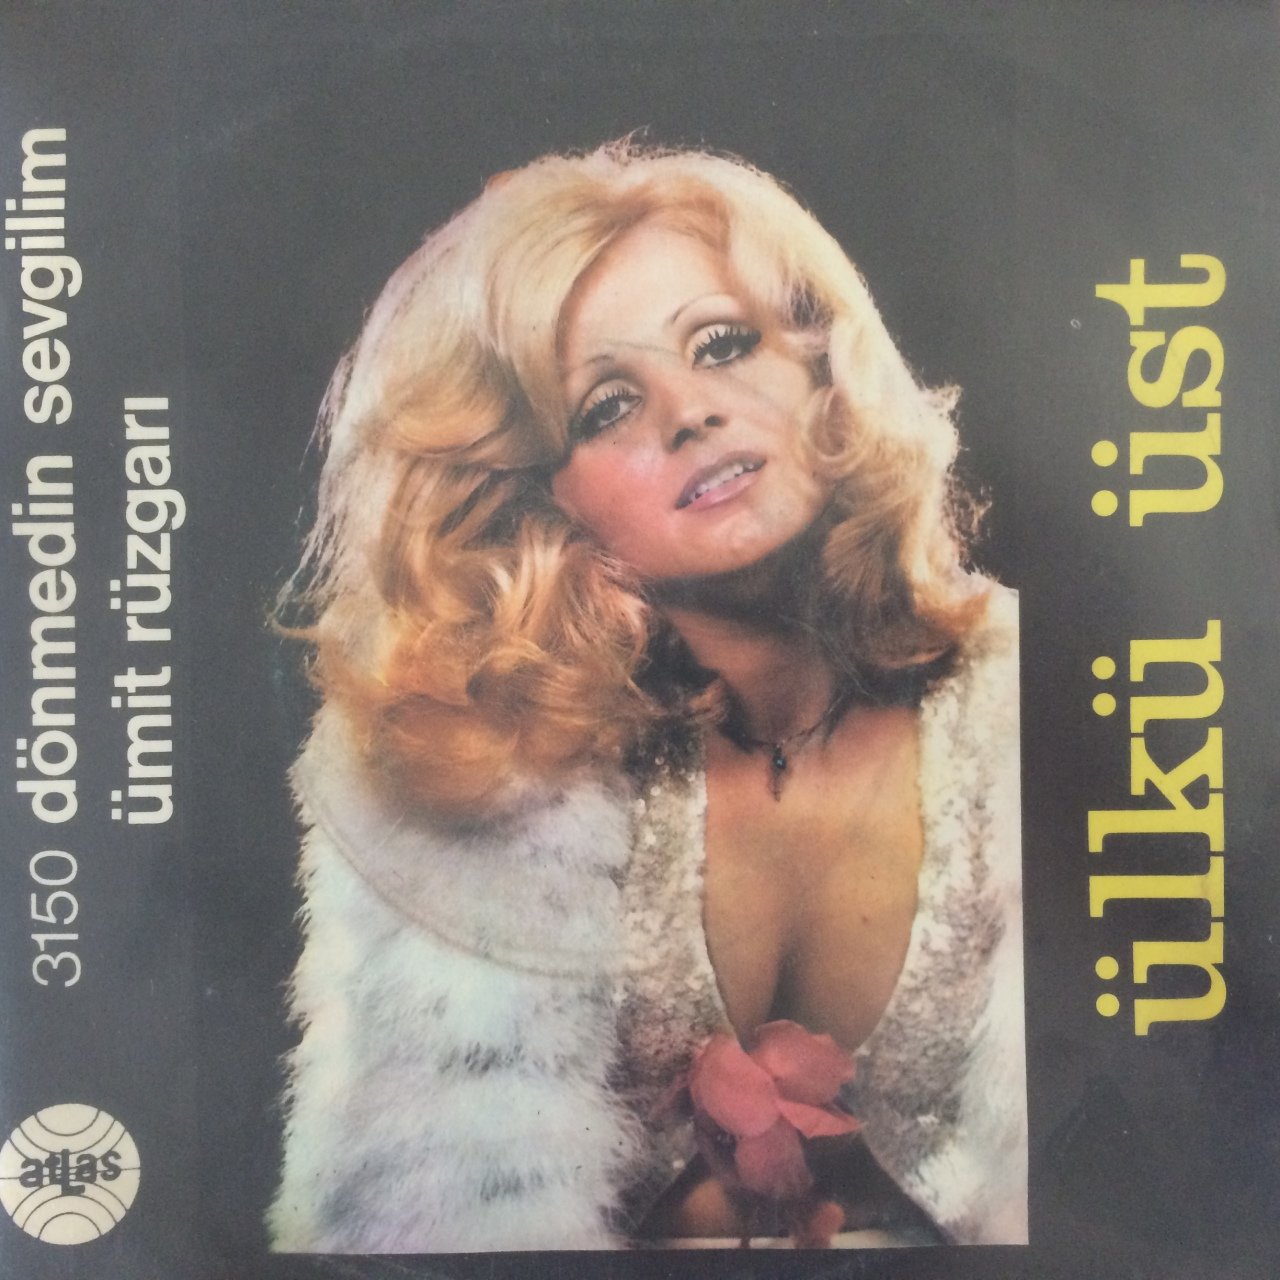 3150 dönmedin sevgilim
ümit rüzgarı
ülkü üst
atlas